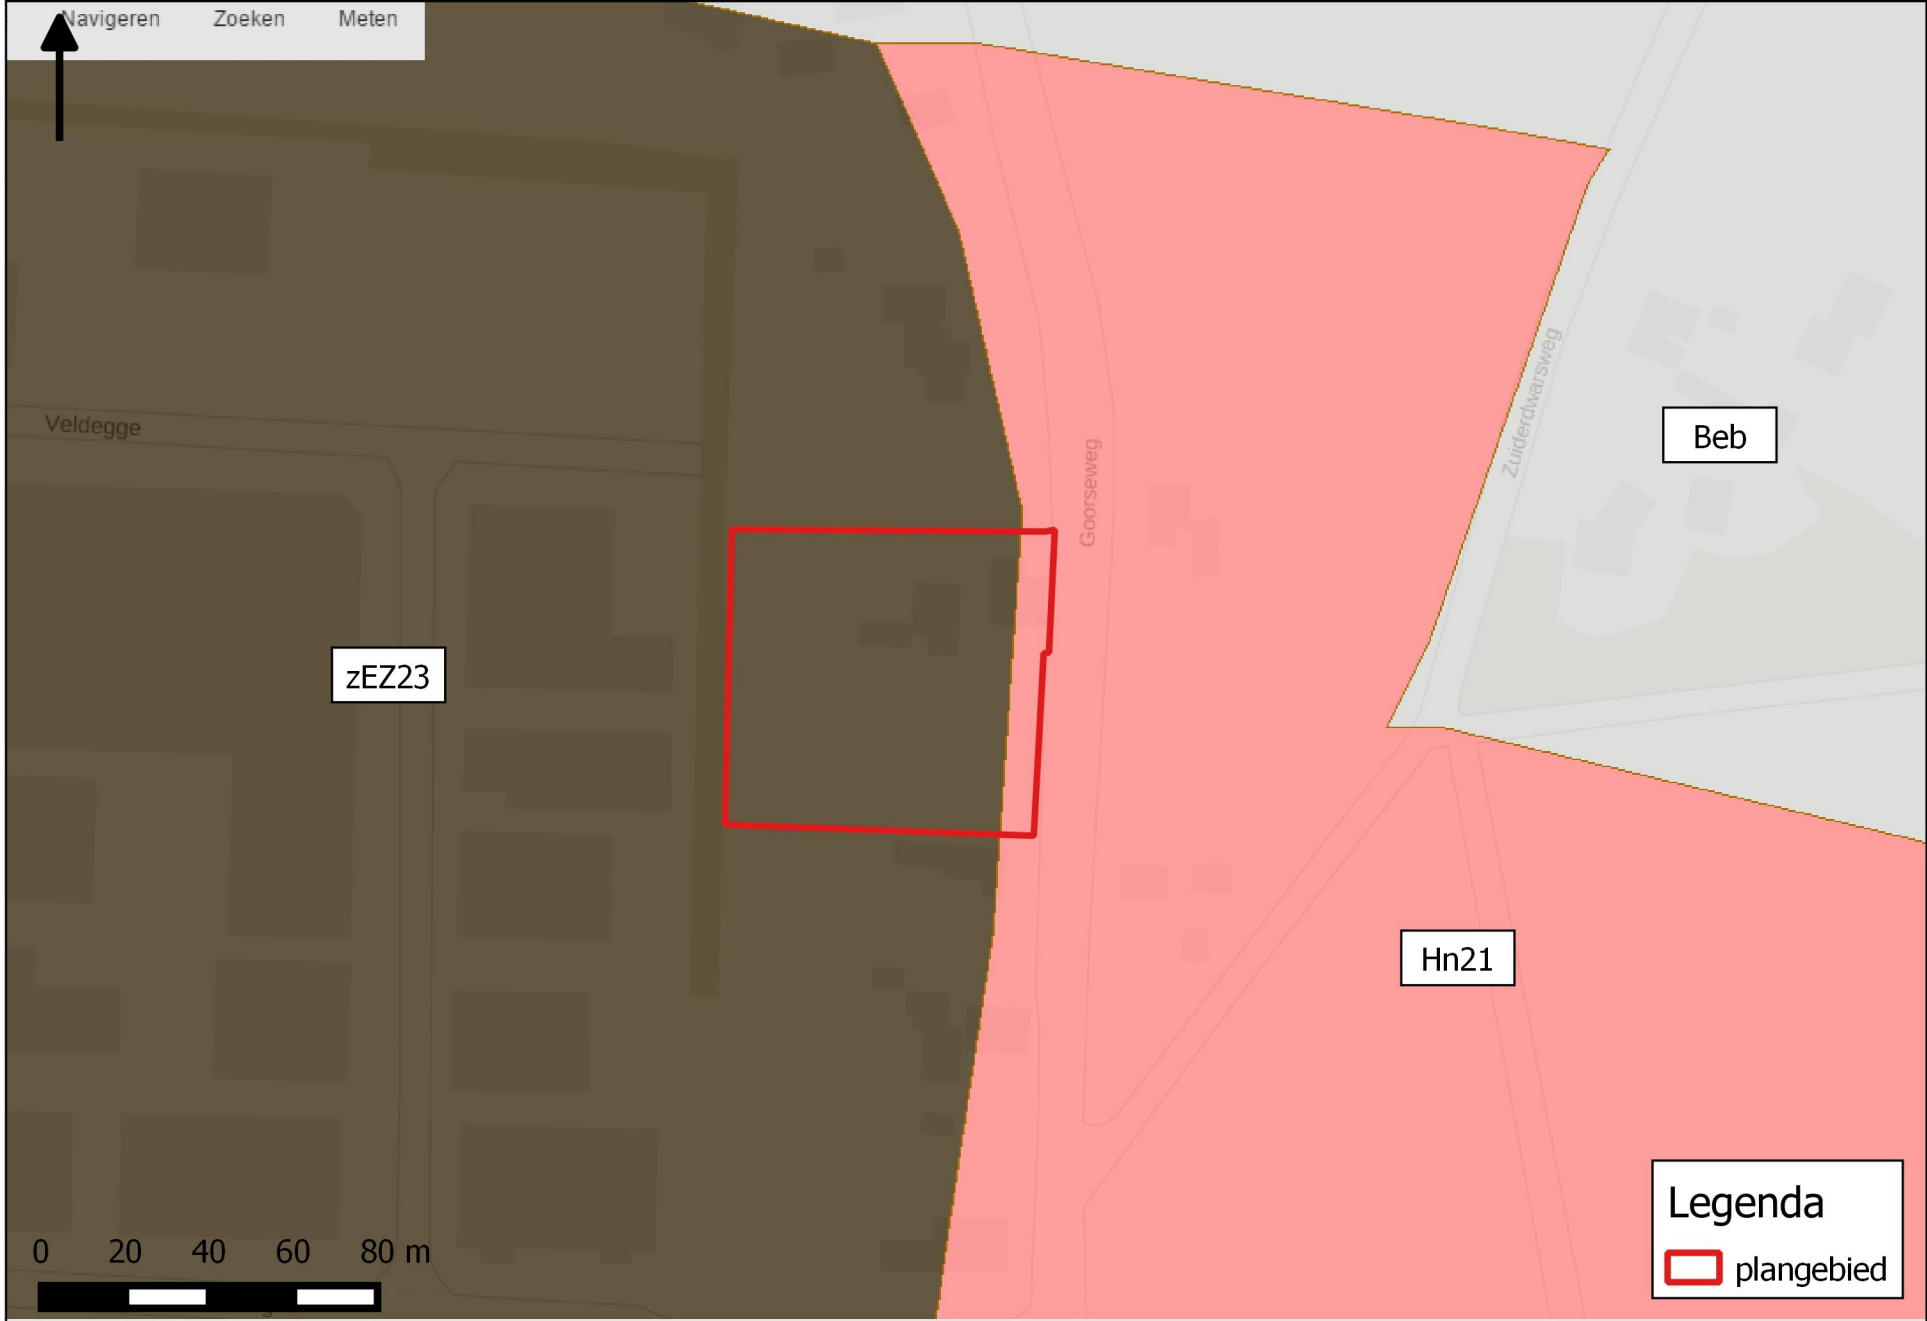 Navigeren Zoeken Meten
Veldegge
Goorseweg
Zuiderdwarsweg
Beb
zEZ23
Hn21
Legenda
plangebied
0 20 40 60 80 m